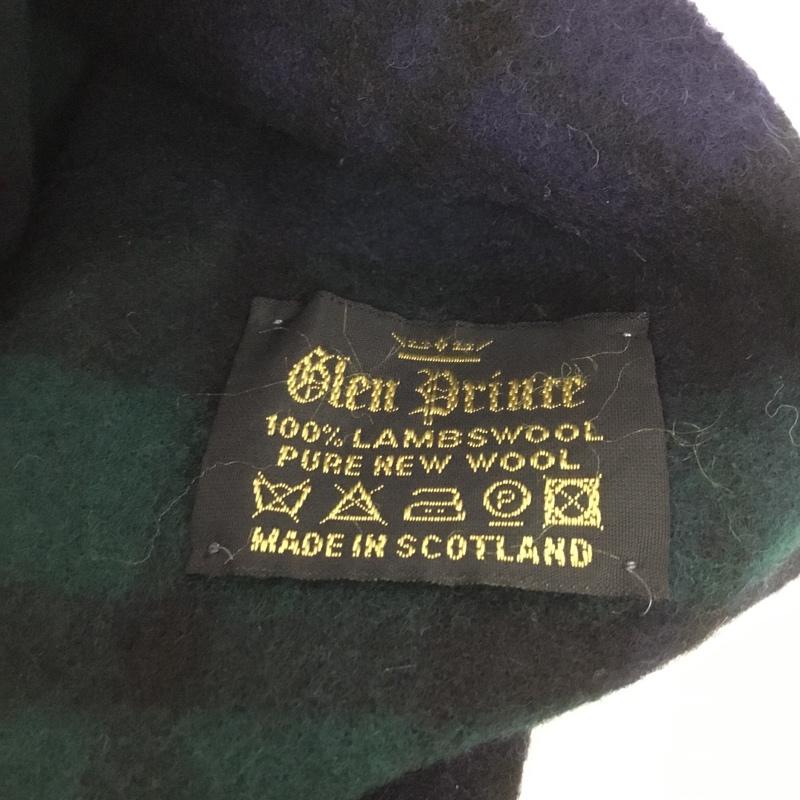 Glen Prince
100% LAMBSWOOL
PURE NEW WOOL
P
MADE IN SCOTLAND